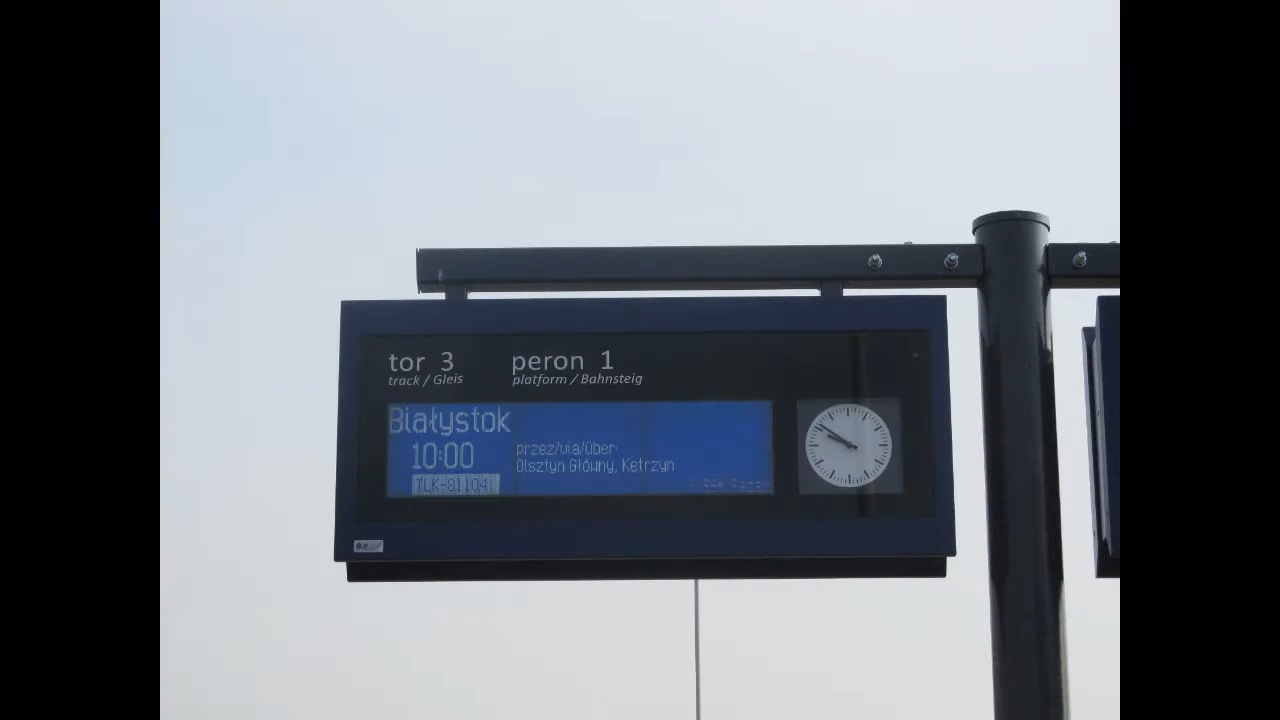 tor 3
track / Gleis
peron 1
platform / Bahnsteig
Białystok
10:00
przez/via/über:
Olsztyn Główny, Kętrzyn
TLK-81104